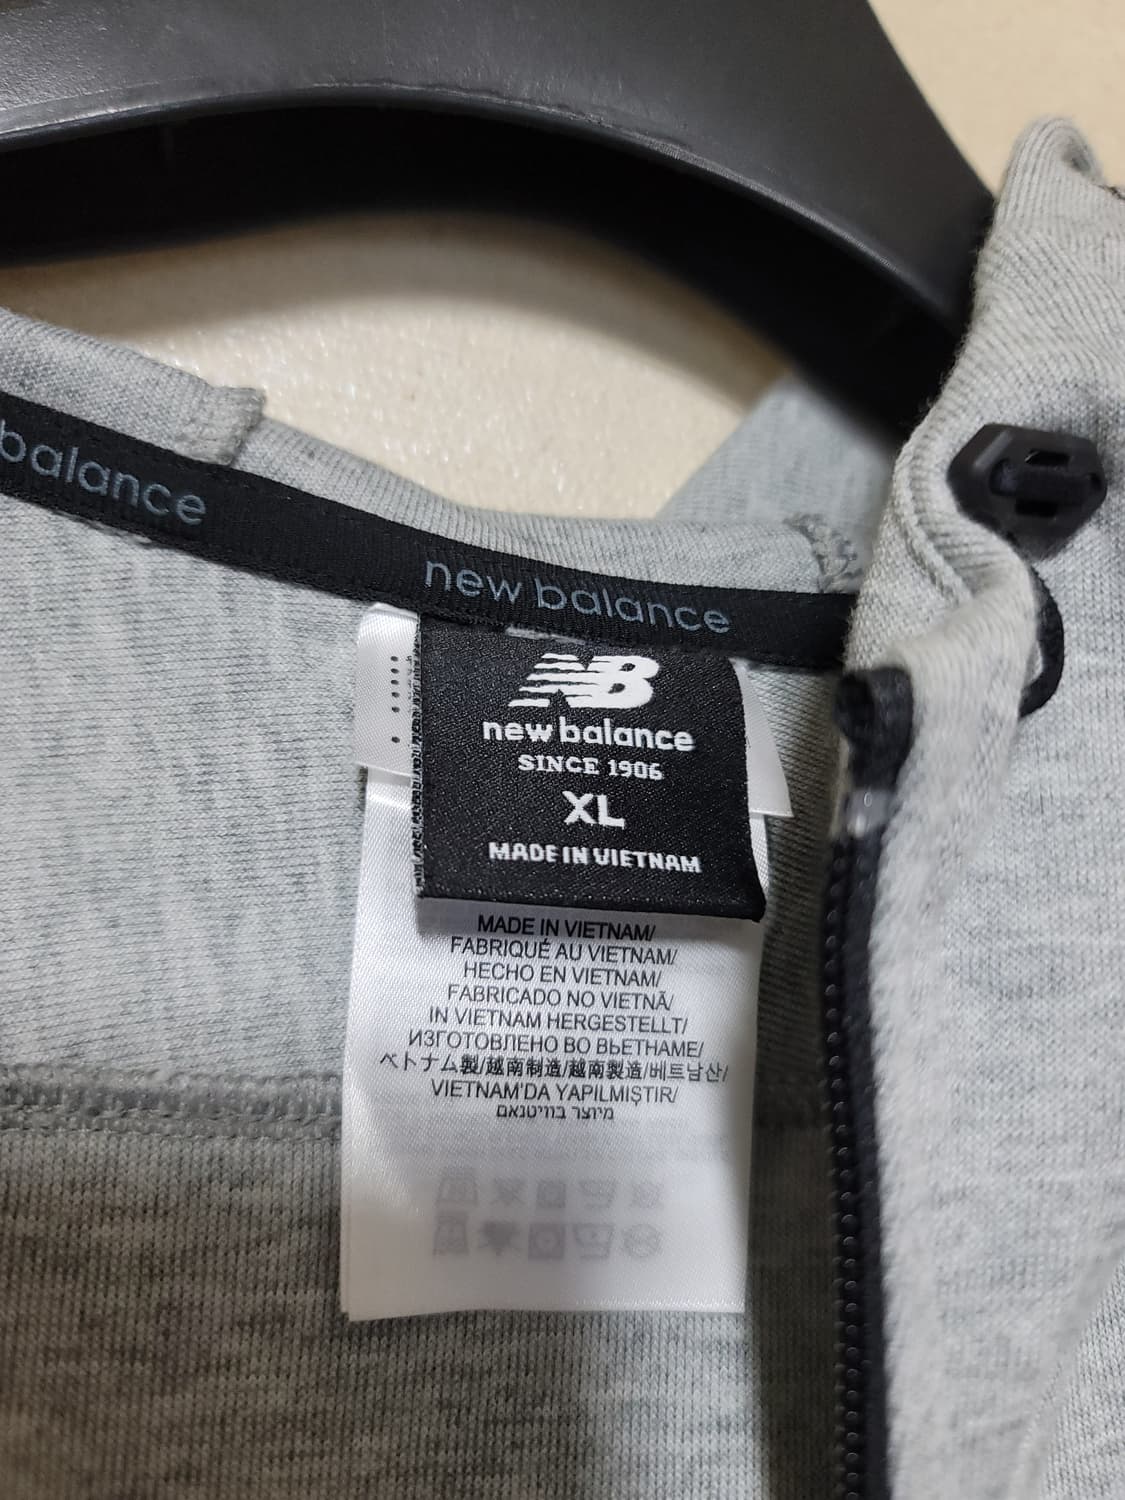 balance
new balance
NB
new balance
SINCE 1906
XL
MADE IN VIETNAM
MADE IN VIETNAM/
FABRIQUÉ AU VIETNAM/
HECHO EN VIETNAM/
FABRICADO NO VIETNÃ/
IN VIETNAM HERGESTELLT/
ИЗГОТОВЛЕНО ВО ВЬЕТНАМЕ/
ベトナム製/越南制造/越南製造/베트남산/
VIETNAM'DA YAPILMIŞTIR/
מיוצר בווייטנאם